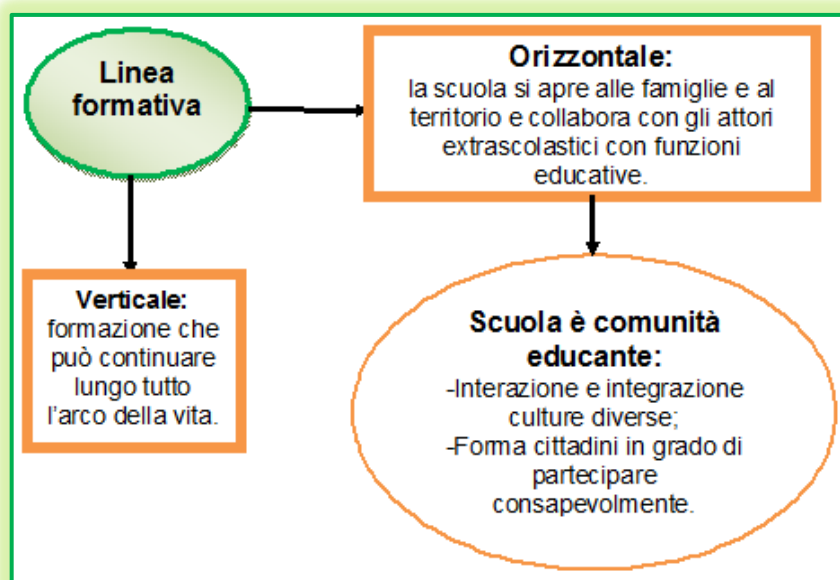 Linea
formativa
Orizzontale:
la scuola si apre alle famiglie e al
territorio e collabora con gli attori
extrascolastici con funzioni
educative.
Verticale:
formazione che
può continuare
lungo tutto
l'arco della vita.
Scuola è comunità
educante:
-Interazione e integrazione
culture diverse;
-Forma cittadini in grado di
partecipare
consapevolmente.